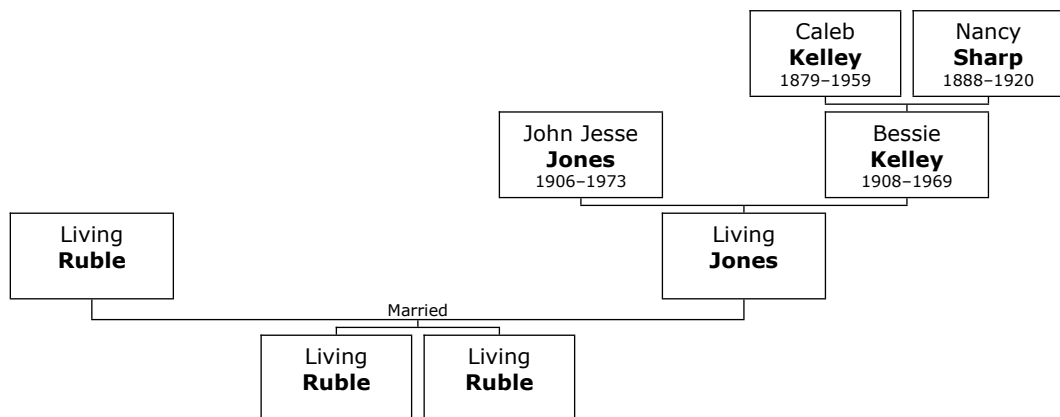 Caleb
Kelley
1879–1959
Nancy
Sharp
1888–1920
John Jesse
Jones
1906–1973
Bessie
Kelley
1908–1969
Living
Ruble
Living
Jones
Married
Living
Ruble
Living
Ruble